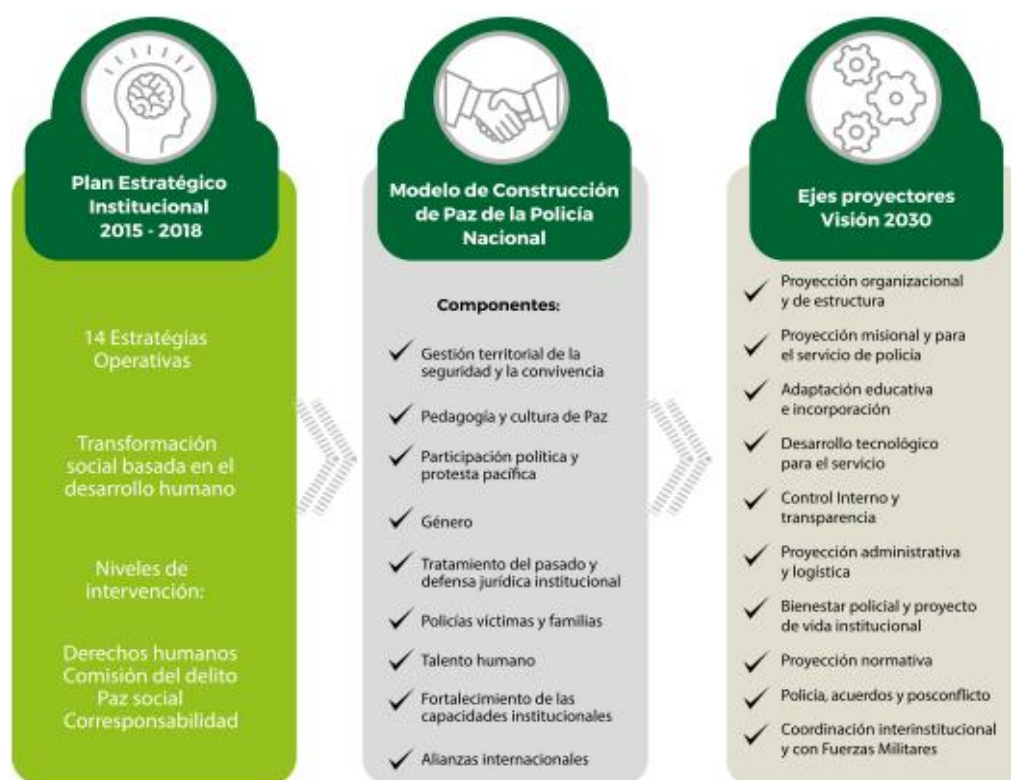 Plan Estratégico
Institucional
2015 - 2018
14 Estratégias
Operativas
Transformación
social basada en el
desarrollo humano
Niveles de
intervención:
Derechos humanos
Comisión del delito
Paz social
Corresponsabilidad
Modelo de Construcción
de Paz de la Policía
Nacional
Componentes:
Gestión territorial de la
seguridad y la convivencia
Pedagogía y cultura de Paz
Participación política y
protesta pacífica
Género
Tratamiento del pasado y
defensa jurídica institucional
Policías víctimas y familias
Talento humano
Fortalecimiento de las
capacidades institucionales
Alianzas internacionales
Ejes proyectores
Visión 2030
Proyección organizacional
y de estructura
Proyección misional y para
el servicio de policía
Adaptación educativa
e incorporación
Desarrollo tecnológico
para el servicio
Control Interno y
transparencia
Proyección administrativa
y logística
Bienestar policial y proyecto
de vida institucional
Proyección normativa
Policía, acuerdos y posconflicto
Coordinación interinstitucional
y con Fuerzas Militares